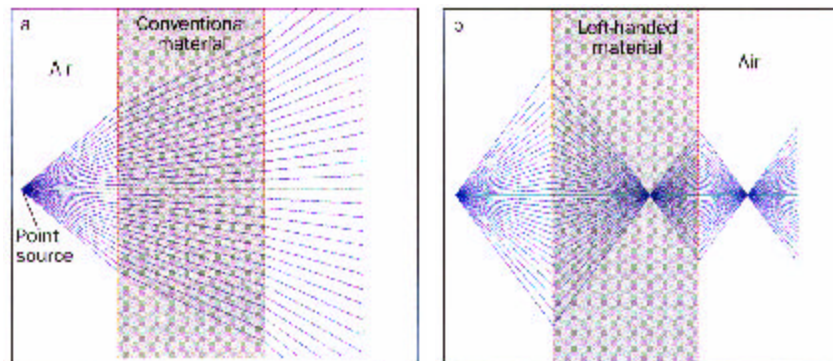 a
Conventional
material
Air
Point
source
b
Left-handed
material
Air